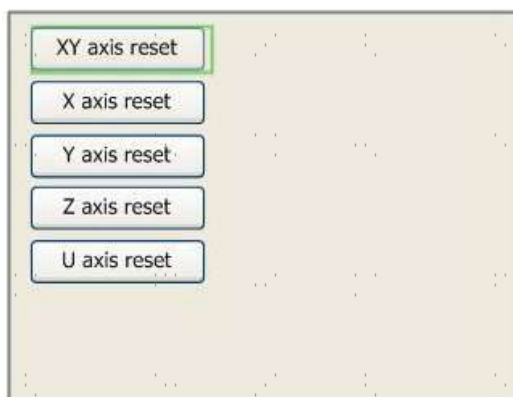 XY axis reset
X axis reset
Y axis reset
Z axis reset
U axis reset